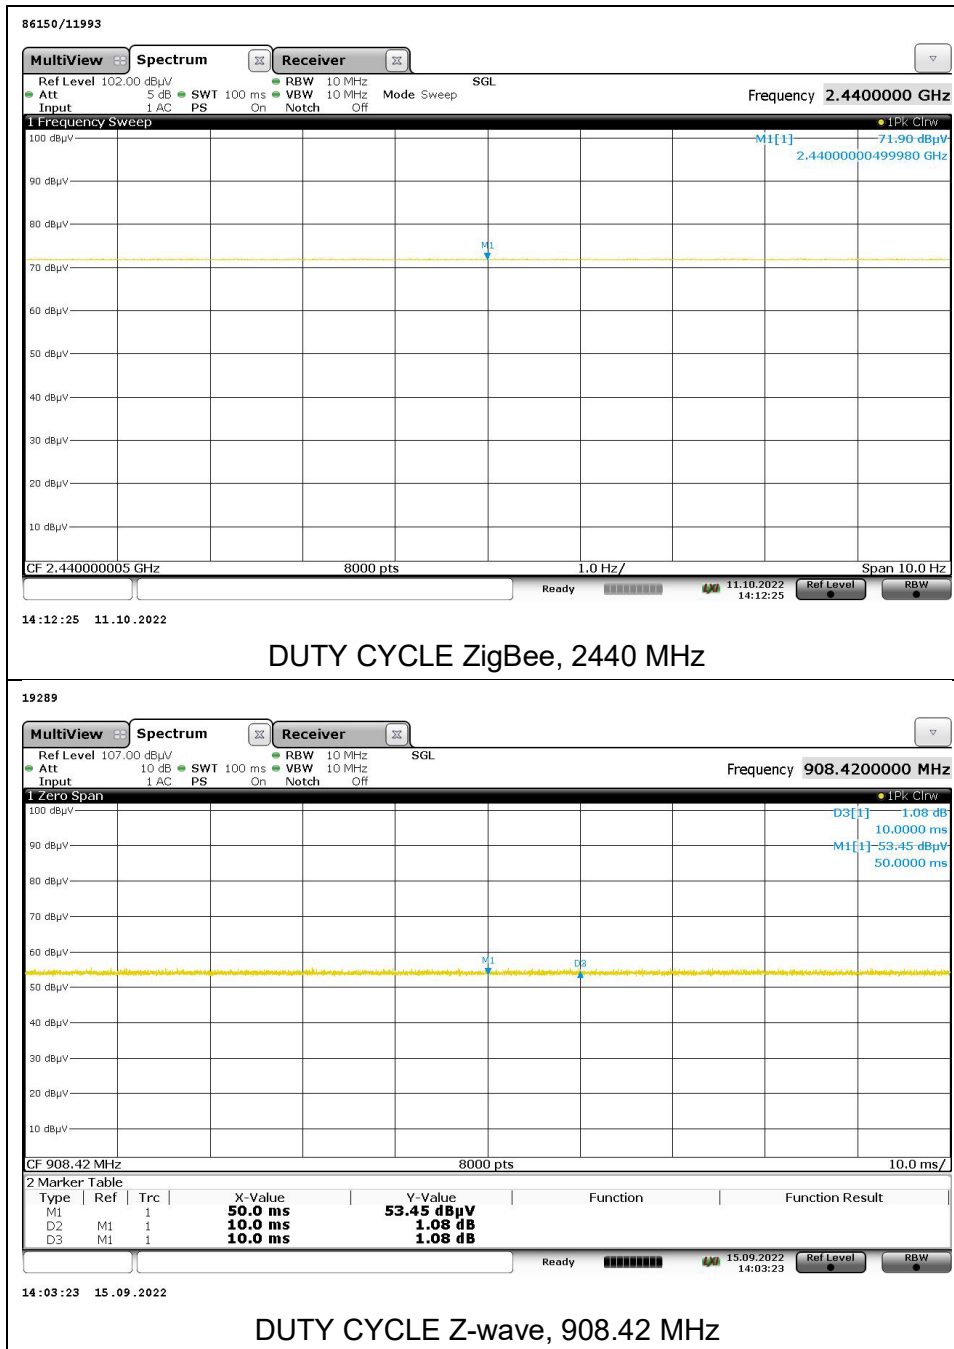 86150/11993
MultiView Spectrum Receiver
Ref Level 102.00 dBµV RBW 10 MHz SGL
Att 5 dB SWT 100 ms VBW 10 MHz Mode Sweep Frequency 2.4400000 GHz
Input 1 AC PS On Notch Off
1 Frequency Sweep 1Pk Clrw
100 dBµV M1[1] 71.90 dBµV
2.44000000499980 GHz
90 dBµV
80 dBµV
M1
70 dBµV
60 dBµV
50 dBµV
40 dBµV
30 dBµV
20 dBµV
10 dBµV
CF 2.440000005 GHz 8000 pts 1.0 Hz/ Span 10.0 Hz
Ready LXI 11.10.2022 14:12:25 Ref Level RBW
14:12:25 11.10.2022
DUTY CYCLE ZigBee, 2440 MHz
19289
MultiView Spectrum Receiver
Ref Level 107.00 dBµV RBW 10 MHz SGL
Att 10 dB SWT 100 ms VBW 10 MHz Frequency 908.4200000 MHz
Input 1 AC PS On Notch Off
1 Zero Span 1Pk Clrw
100 dBµV D3[1] 1.08 dB
10.0000 ms
90 dBµV M1[1] 53.45 dBµV
50.0000 ms
80 dBµV
70 dBµV
60 dBµV
M1 D3
50 dBµV
40 dBµV
30 dBµV
20 dBµV
10 dBµV
CF 908.42 MHz 8000 pts 10.0 ms/
2 Marker Table
Type Ref Trc X-Value Y-Value Function Function Result
M1 1 50.0 ms 53.45 dBµV
D2 M1 1 10.0 ms 1.08 dB
D3 M1 1 10.0 ms 1.08 dB
Ready LXI 15.09.2022 14:03:23 Ref Level RBW
14:03:23 15.09.2022
DUTY CYCLE Z-wave, 908.42 MHz